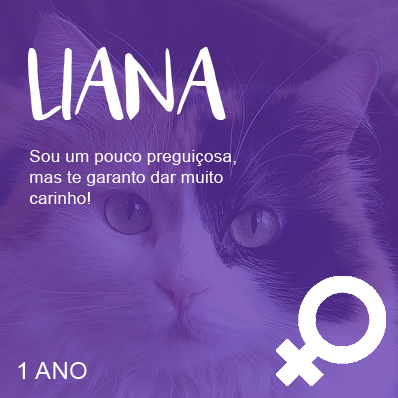 LIANA
Sou um pouco preguiçosa,
mas te garanto dar muito
carinho!
1 ANO